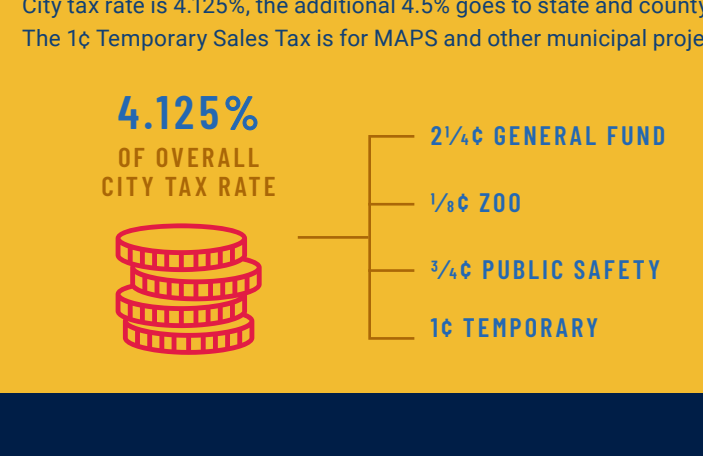 City tax rate is 4.125%, the additional 4.5% goes to state and county
The 1¢ Temporary Sales Tax is for MAPS and other municipal
4.125%
OF OVERALL
CITY TAX RATE
2¼¢ GENERAL FUND
⅛¢ ZOO
¾¢ PUBLIC SAFETY
1¢ TEMPORARY